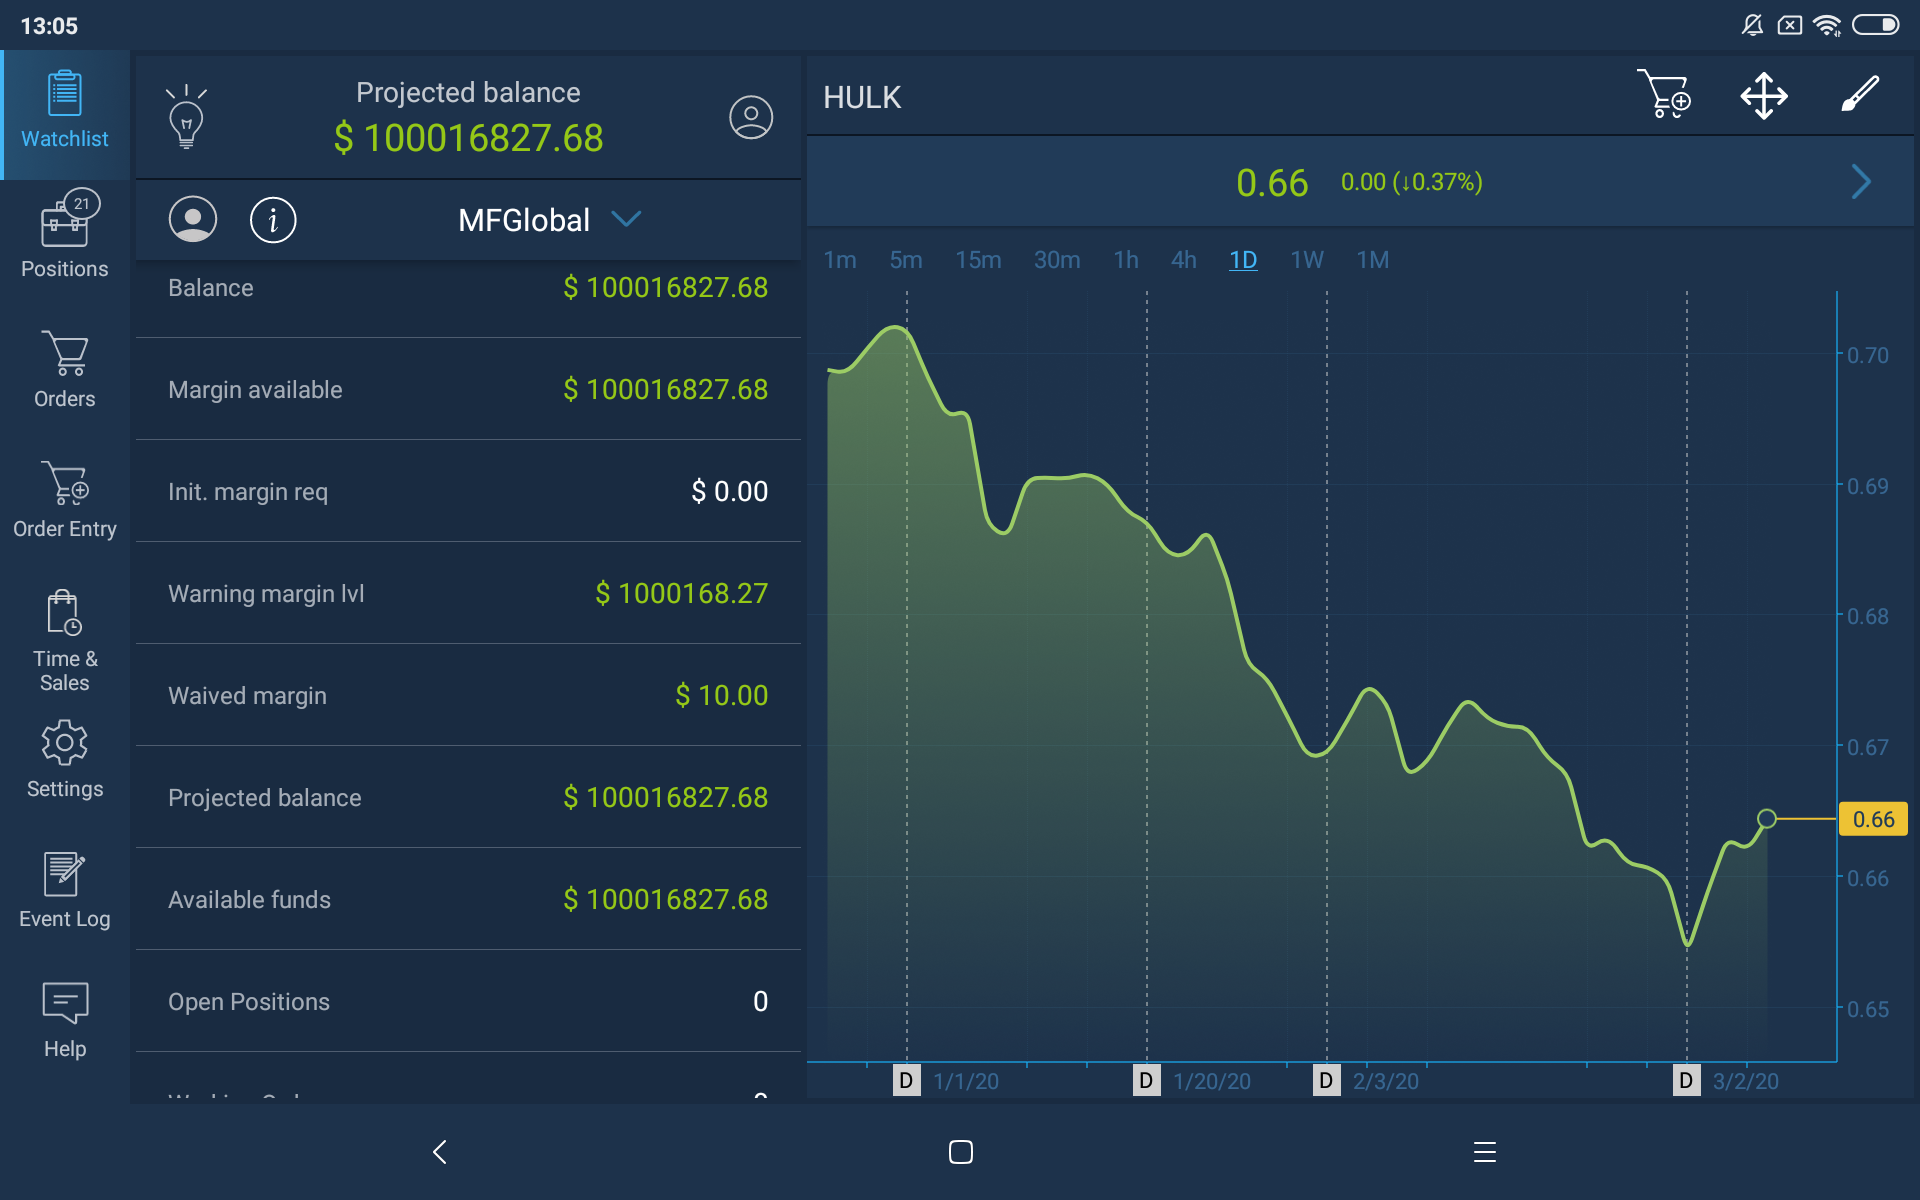 13:05
Watchlist
21
Positions
Orders
Order Entry
Time &
Sales
Settings
Event Log
Help
Projected balance
$ 100016827.68
i
MFGlobal
Balance $ 100016827.68
Margin available $ 100016827.68
Init. margin req $ 0.00
Warning margin lvl $ 1000168.27
Waived margin $ 10.00
Projected balance $ 100016827.68
Available funds $ 100016827.68
Open Positions 0
HULK
0.66 0.00 (↓0.37%)
1m 5m 15m 30m 1h 4h 1D 1W 1M
0.70
0.69
0.68
0.67
0.66
0.66
0.65
D 1/1/20 D 1/20/20 D 2/3/20 D 3/2/20